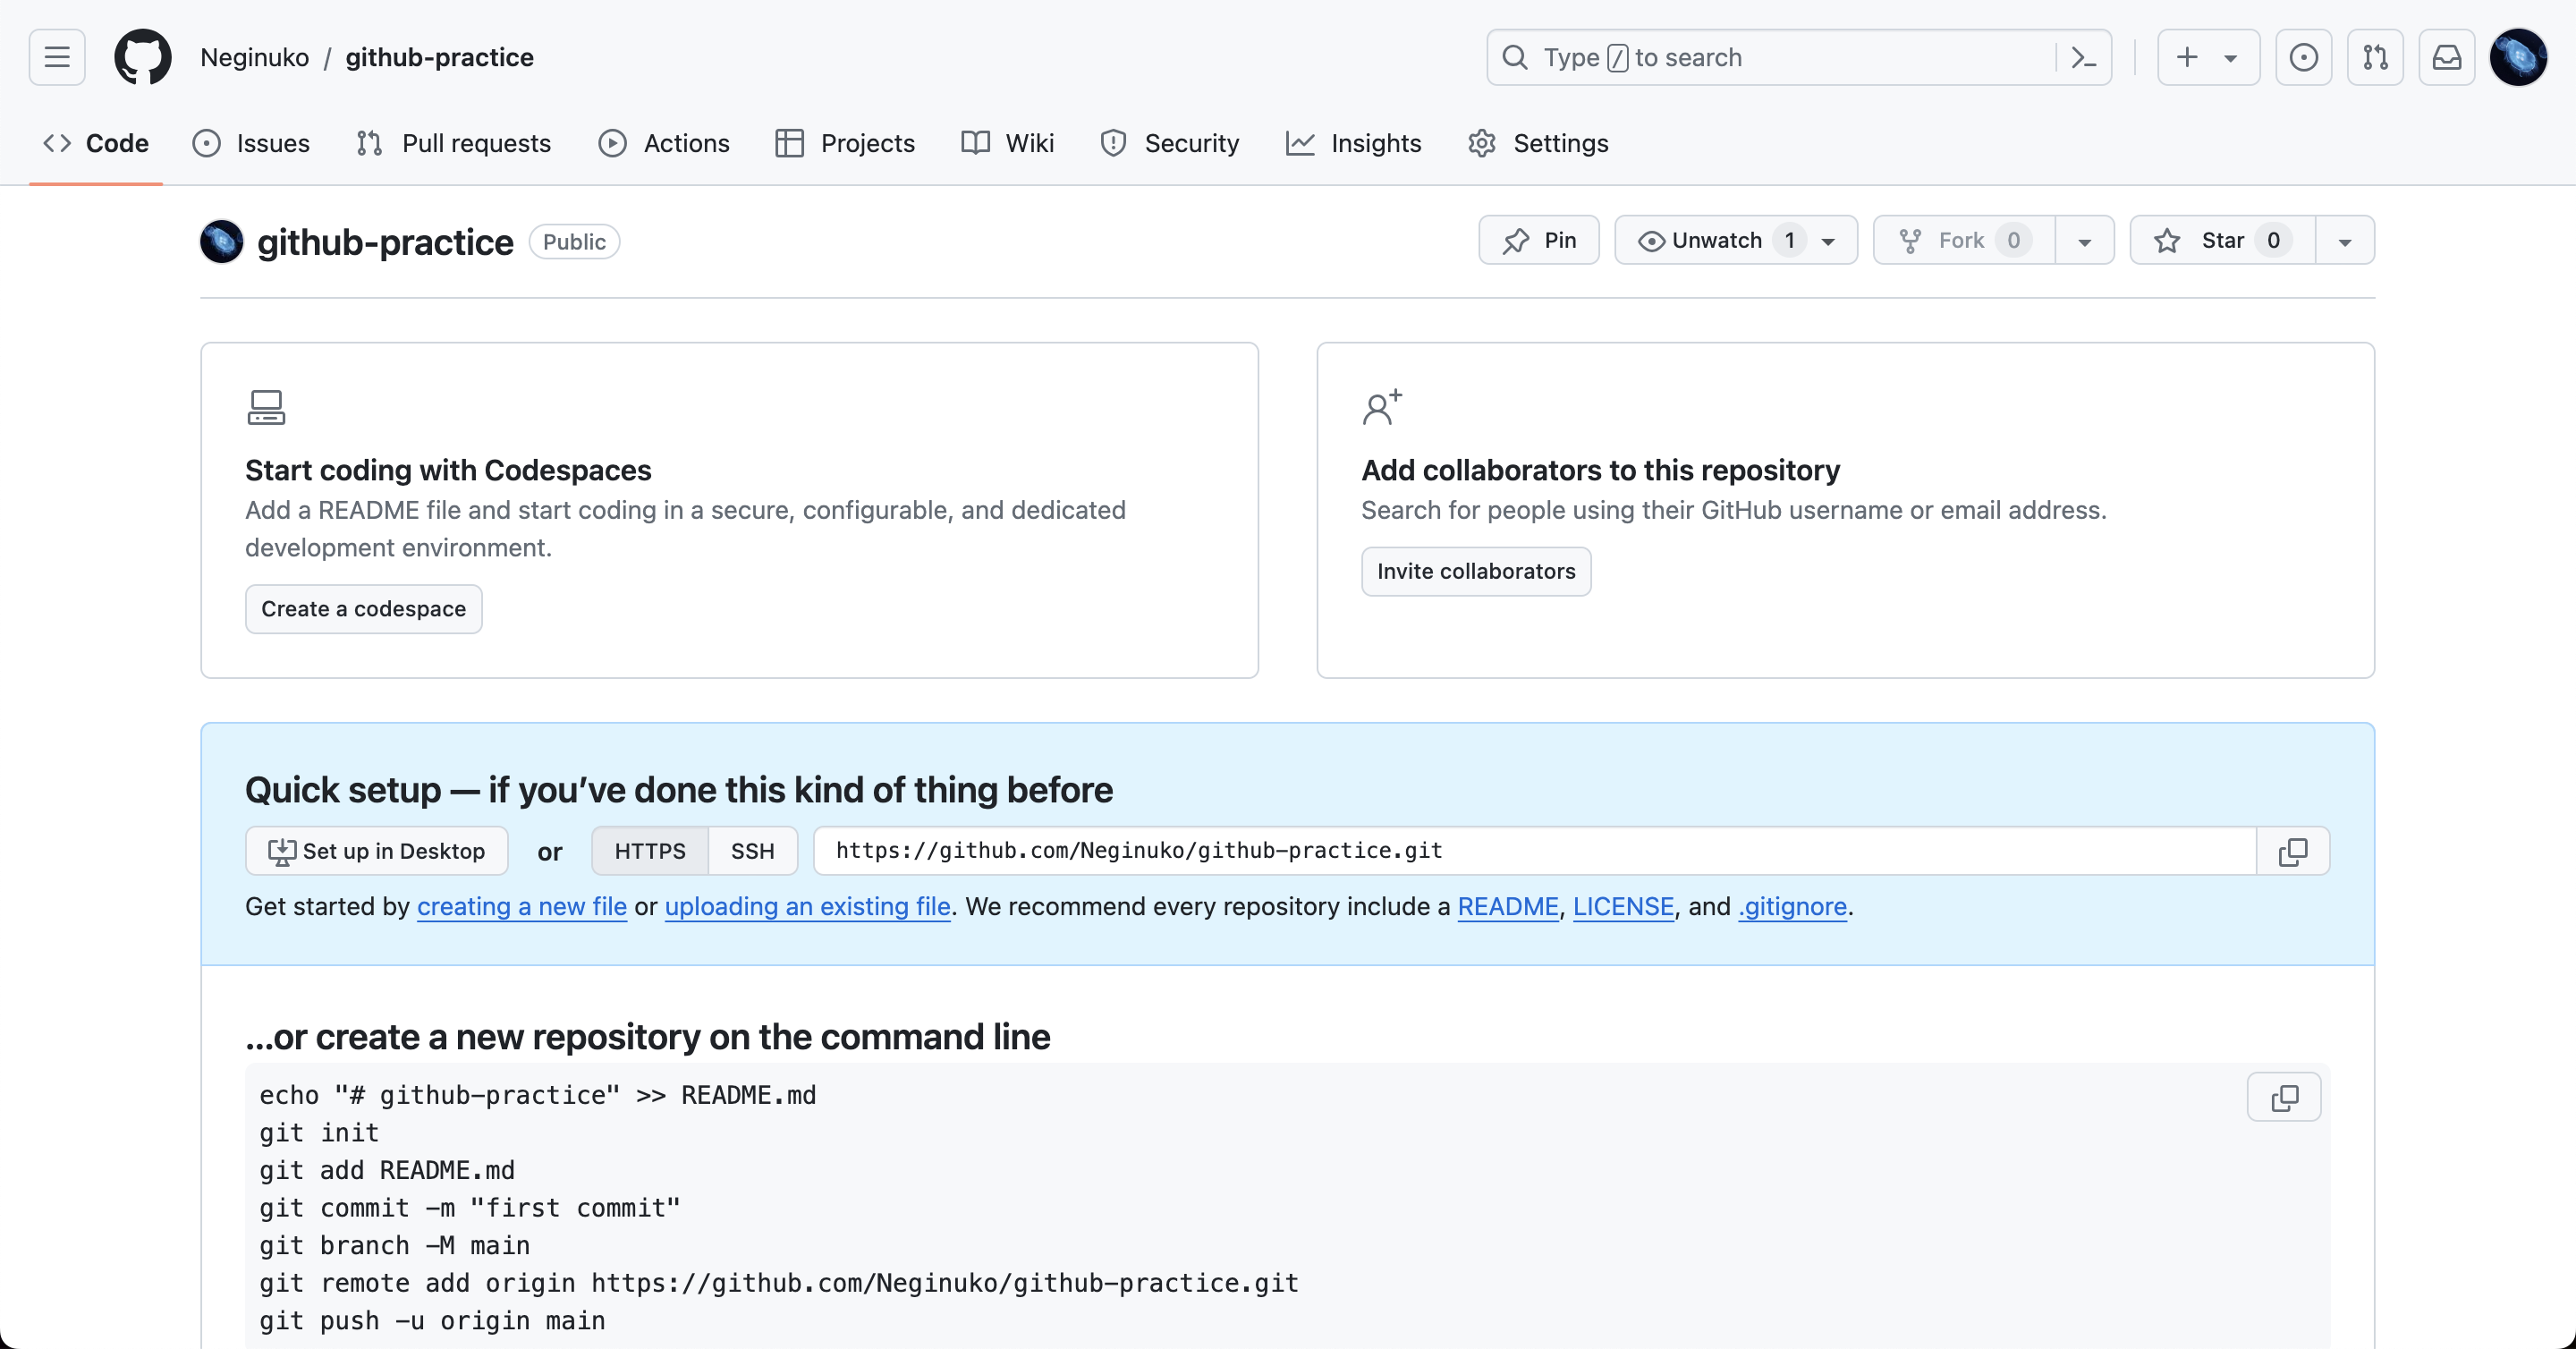 Neginuko / github-practice
Type / to search
Code
Issues
Pull requests
Actions
Projects
Wiki
Security
Insights
Settings
github-practice Public
Pin
Unwatch 1
Fork 0
Star 0
Start coding with Codespaces
Add a README file and start coding in a secure, configurable, and dedicated
development environment.
Create a codespace
Add collaborators to this repository
Search for people using their GitHub username or email address.
Invite collaborators
Quick setup — if you’ve done this kind of thing before
Set up in Desktop or HTTPS SSH https://github.com/Neginuko/github-practice.git
Get started by creating a new file or uploading an existing file. We recommend every repository include a README, LICENSE, and .gitignore.
…or create a new repository on the command line
echo "# github-practice" >> README.md
git init
git add README.md
git commit -m "first commit"
git branch -M main
git remote add origin https://github.com/Neginuko/github-practice.git
git push -u origin main